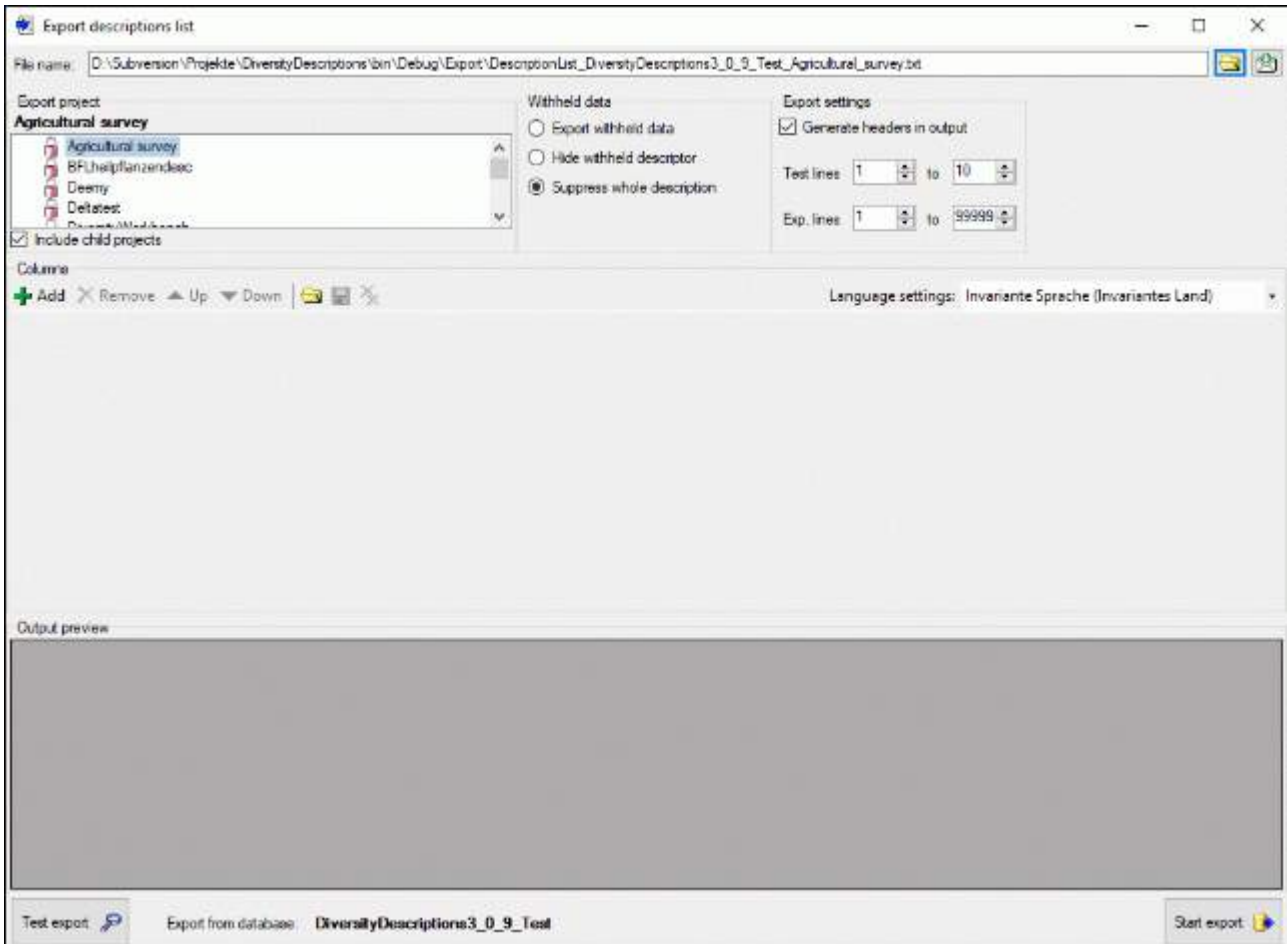 Export descriptions list
File name: D:\Subversion\Projekte\DiversityDescriptions\bin\Debug\Export\DescriptionList_DiversityDescriptions3_0_9_Test_Agricultural_survey.txt
Export project
Agricultural survey
Agricultural survey
BFLheilpflanzendesc
Deemy
Deltatest
DiversityWorkbench
Include child projects
Withheld data
Export withheld data
Hide withheld descriptor
Suppress whole description
Export settings
Generate headers in output
Test lines 1 to 10
Exp. lines 1 to 99999
Columns
Add Remove Up Down Language settings: Invariante Sprache (Invariantes Land)
Output preview
Test export Export from database: DiversityDescriptions3_0_9_Test Start export